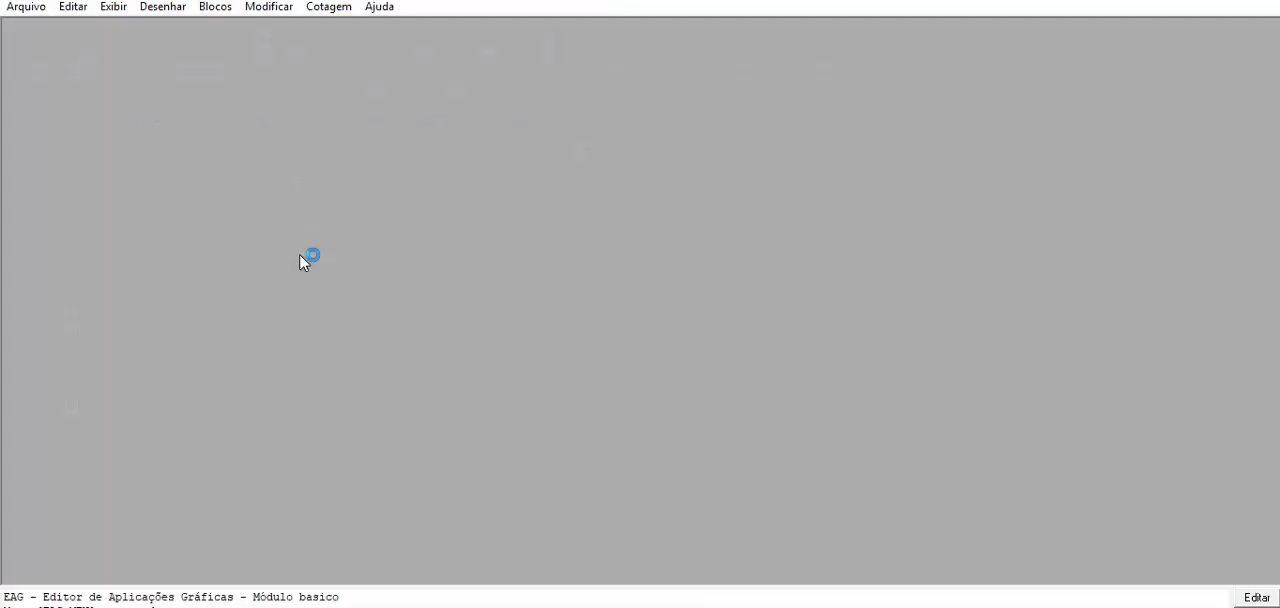 Arquivo Editar Exibir Desenhar Blocos Modificar Cotagem Ajuda
EAG - Editor de Aplicações Gráficas - Módulo basico
Editar